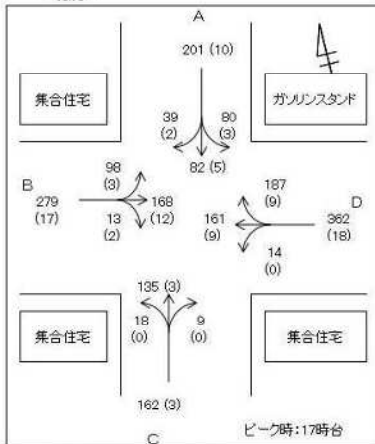 A
201 (10)
集合住宅
ガソリンスタンド
39 80
(2) (3)
82 (5)
98
(3)
187
(9)
B
279
(17)
168
(12)
13
(2)
161
(9)
D
362
(18)
14
(0)
135 (3)
18 9
(0) (0)
集合住宅
集合住宅
162 (3)
C
ピーク時:17時台